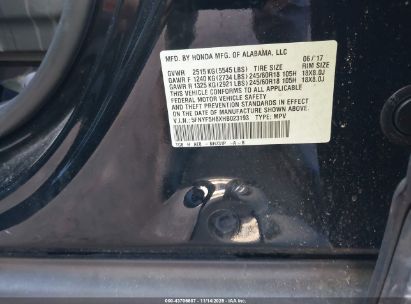 MFD. BY HONDA MFG. OF ALABAMA, LLC 06/17
GVWR 2515 KG (5545 LBS) TIRE SIZE RIM SIZE
GAWR F 1240 KG (2734 LBS) 245/60R18 105H 18X8.0J
GAWR R 1325 KG (2921 LBS) 245/60R18 105H 18X8.0J
THIS VEHICLE CONFORMS TO ALL APPLICABLE
FEDERAL MOTOR VEHICLE SAFETY AND
THEFT PREVENTION STANDARDS IN EFFECT ON
THE DATE OF MANUFACTURE SHOWN ABOVE.
V.I.N.: 5FNYF5H8XHB023193 TYPE: MPV